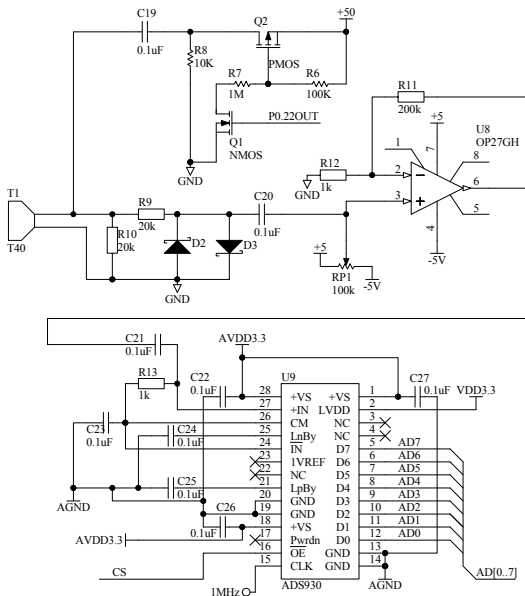 C19
0.1uF
Q2
+50
R8
10K
PMOS
R7
1M
R6
100K
P0.22OUT
Q1
NMOS
GND
R11
200k
+5
U8
OP27GH
1
7
8
R12
1k
GND
2
6
3
5
4
-5V
T1
T40
R9
20k
C20
0.1uF
R10
20k
D2
D3
GND
+5
RP1
100k
-5V
C21
0.1uF
AVDD3.3
R13
1k
C22
0.1uF
U9
C27
0.1uF
VDD3.3
28 +VS +VS 1
27 +IN LVDD 2
26 CM NC 3
25 LnBy NC 4
24 IN D7 5 AD7
23 1VREF D6 6 AD6
22 NC D5 7 AD5
21 LpBy D4 8 AD4
20 GND D3 9 AD3
19 GND D2 10 AD2
18 +VS D1 11 AD1
17 Pwrdn D0 12 AD0
16 OE GND 13
15 CLK GND 14
C23
0.1uF
C24
0.1uF
C25
0.1uF
AGND
C26
0.1uF
AVDD3.3
CS
1MHz
ADS930
AGND
AD[0..7]